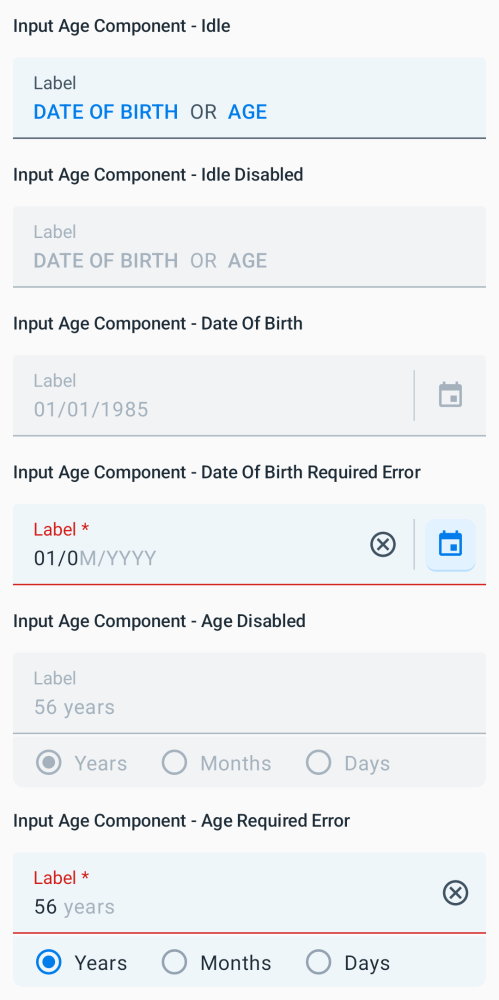 Input Age Component - Idle
Label
DATE OF BIRTH OR AGE
Input Age Component - Idle Disabled
Label
DATE OF BIRTH OR AGE
Input Age Component - Date Of Birth
Label
01/01/1985
Input Age Component - Date Of Birth Required Error
Label *
01/0M/YYYY
Input Age Component - Age Disabled
Label
56 years
Years Months Days
Input Age Component - Age Required Error
Label *
56 years
Years Months Days